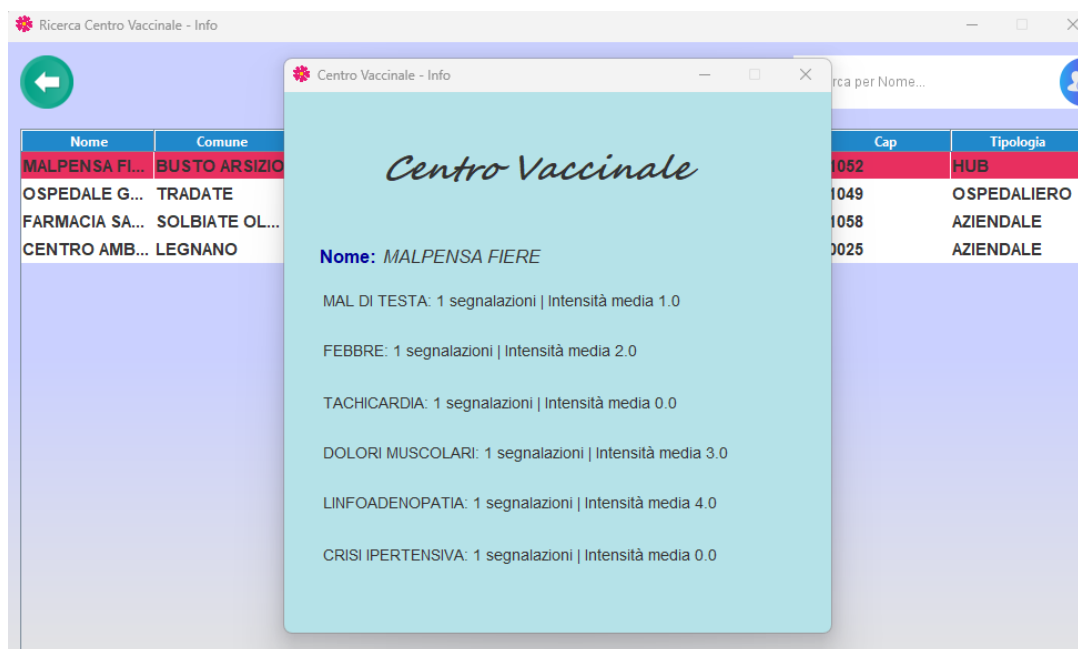 Ricerca Centro Vaccinale - Info
Centro Vaccinale - Info
rca per Nome...
Nome Comune Cap Tipologia
MALPENSA FI... BUSTO ARSIZIO 1052 HUB
OSPEDALE G... TRADATE 1049 OSPEDALIERO
FARMACIA SA... SOLBIATE OL... 1058 AZIENDALE
CENTRO AMB... LEGNANO 0025 AZIENDALE
Centro Vaccinale
Nome: MALPENSA FIERE
MAL DI TESTA: 1 segnalazioni | Intensità media 1.0
FEBBRE: 1 segnalazioni | Intensità media 2.0
TACHICARDIA: 1 segnalazioni | Intensità media 0.0
DOLORI MUSCOLARI: 1 segnalazioni | Intensità media 3.0
LINFOADENOPATIA: 1 segnalazioni | Intensità media 4.0
CRISI IPERTENSIVA: 1 segnalazioni | Intensità media 0.0